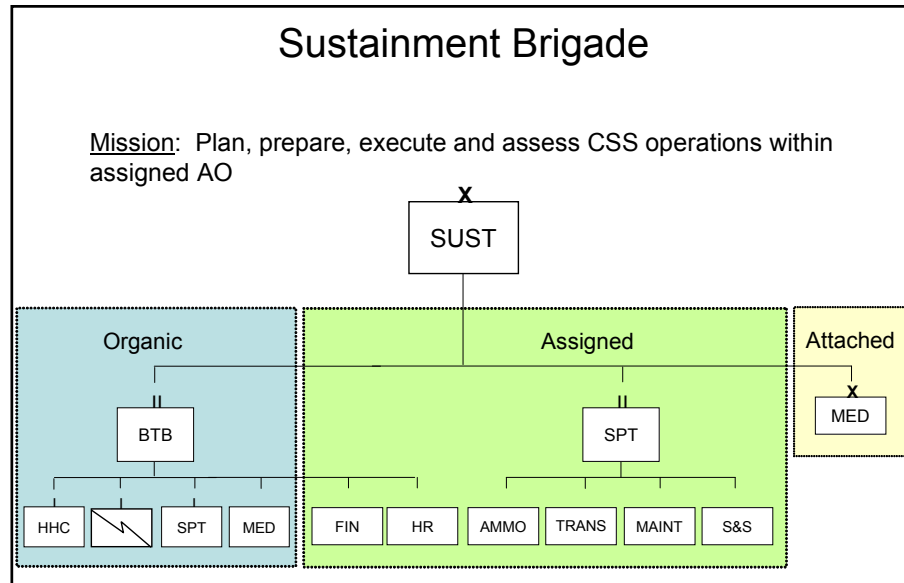 Sustainment Brigade
Mission: Plan, prepare, execute and assess CSS operations within
assigned AO
X
SUST
Organic
Assigned
Attached
II
II
X
BTB
SPT
MED
I
I
I
HHC
SPT
MED
FIN
HR
AMMO
TRANS
MAINT
S&S